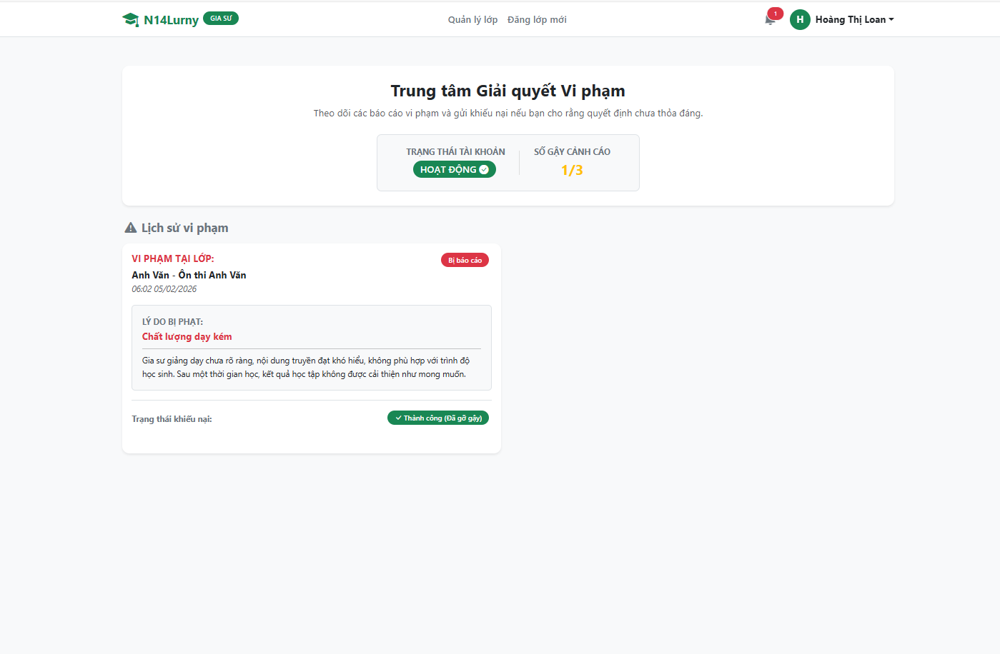 N14Lurny GIA SƯ Quản lý lớp Đăng lớp mới 1 H Hoàng Thị Loan
Trung tâm Giải quyết Vi phạm
Theo dõi các báo cáo vi phạm và gửi khiếu nại nếu bạn cho rằng quyết định chưa thỏa đáng.
TRẠNG THÁI TÀI KHOẢN SỐ GẬY CẢNH CÁO
HOẠT ĐỘNG 1/3
Lịch sử vi phạm
VI PHẠM TẠI LỚP: Bị báo cáo
Anh Văn - Ôn thi Anh Văn
06:02 05/02/2026
LÝ DO BỊ PHẠT:
Chất lượng dạy kém
Gia sư giảng dạy chưa rõ ràng, nội dung truyền đạt khó hiểu, không phù hợp với trình độ
học sinh. Sau một thời gian học, kết quả học tập không được cải thiện như mong muốn.
Trạng thái khiếu nại: Thành công (Đã gỡ gậy)